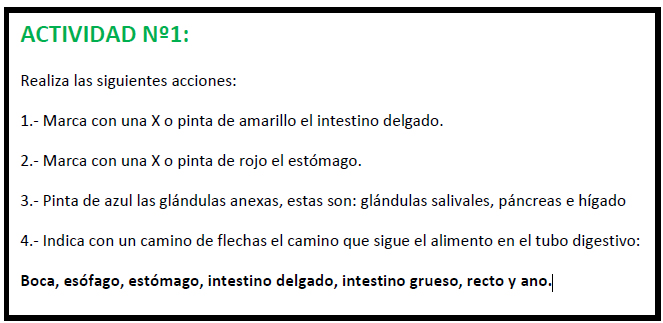 ACTIVIDAD Nº1:
Realiza las siguientes acciones:
1.- Marca con una X o pinta de amarillo el intestino delgado.
2.- Marca con una X o pinta de rojo el estómago.
3.- Pinta de azul las glándulas anexas, estas son: glándulas salivales, páncreas e hígado
4.- Indica con un camino de flechas el camino que sigue el alimento en el tubo digestivo:
Boca, esófago, estómago, intestino delgado, intestino grueso, recto y ano.